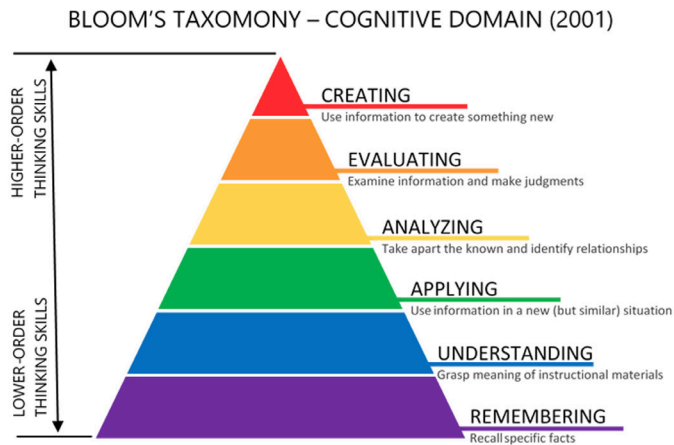 BLOOM'S TAXOMONY – COGNITIVE DOMAIN (2001)
HIGHER-ORDER
THINKING SKILLS
LOWER-ORDER
THINKING SKILLS
CREATING
Use information to create something new
EVALUATING
Examine information and make judgments
ANALYZING
Take apart the known and identify relationships
APPLYING
Use information in a new (but similar) situation
UNDERSTANDING
Grasp meaning of instructional materials
REMEMBERING
Recall specific facts